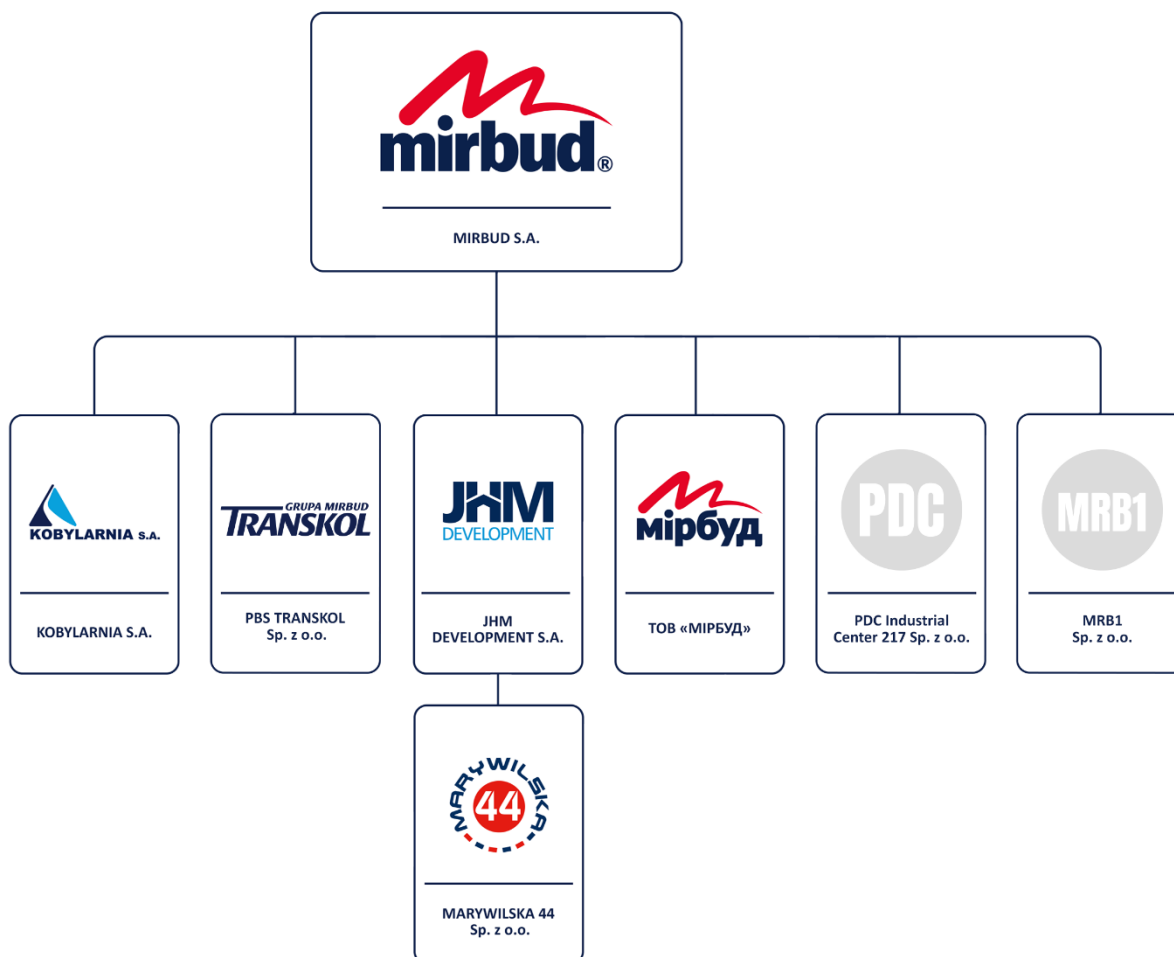 mirbud®
MIRBUD S.A.
KOBYLARNIA S.A.
KOBYLARNIA S.A.
GRUPA MIRBUD
TRANSKOL
PBS TRANSKOL
Sp. z o.o.
JHM
DEVELOPMENT
JHM
DEVELOPMENT S.A.
мірбуд
ТОВ «МІРБУД»
PDC
PDC Industrial
Center 217 Sp. z o.o.
MRB1
MRB1
Sp. z o.o.
MARYWILSKA
44
MARYWILSKA 44
Sp. z o.o.